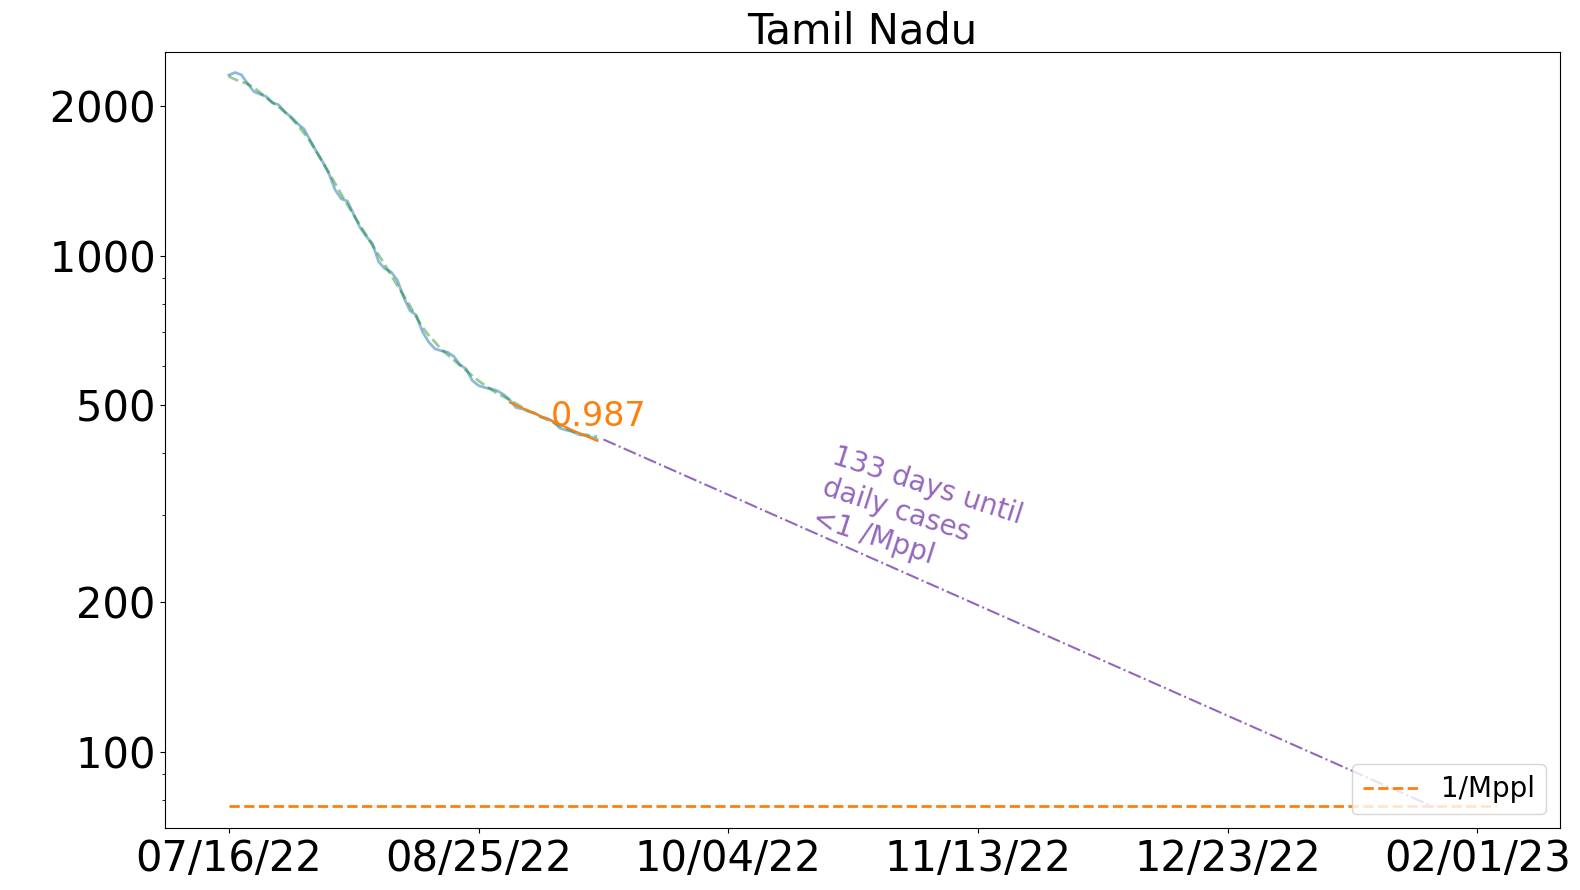 Tamil Nadu
2000
1000
500
200
100
0.987
133 days until
daily cases
<1 /Mppl
1/Mppl
07/16/22
08/25/22
10/04/22
11/13/22
12/23/22
02/01/23